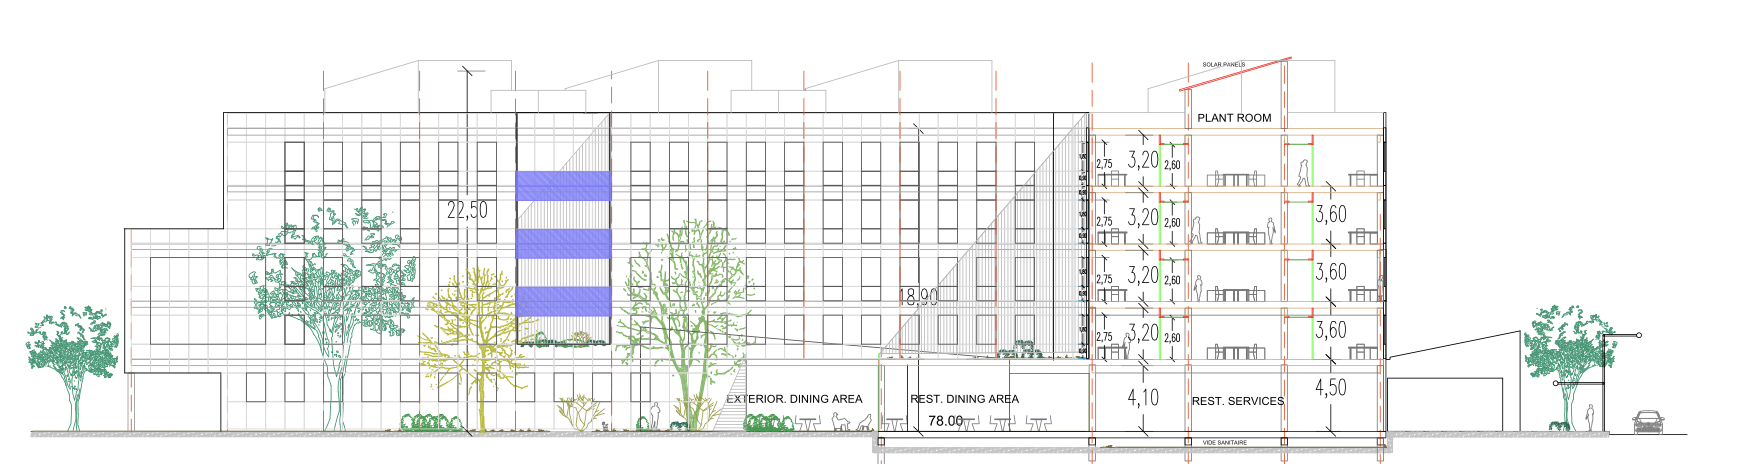 SOLAR PANELS
PLANT ROOM
2,75 3,20 2,60
22,50
2,75 3,20 2,60 3,60
2,75 3,20 2,60 3,60
18,90
2,75 3,20 2,60 3,60
4,10 4,50
EXTERIOR. DINING AREA REST. DINING AREA REST. SERVICES
78.00
VIDE SANITAIRE